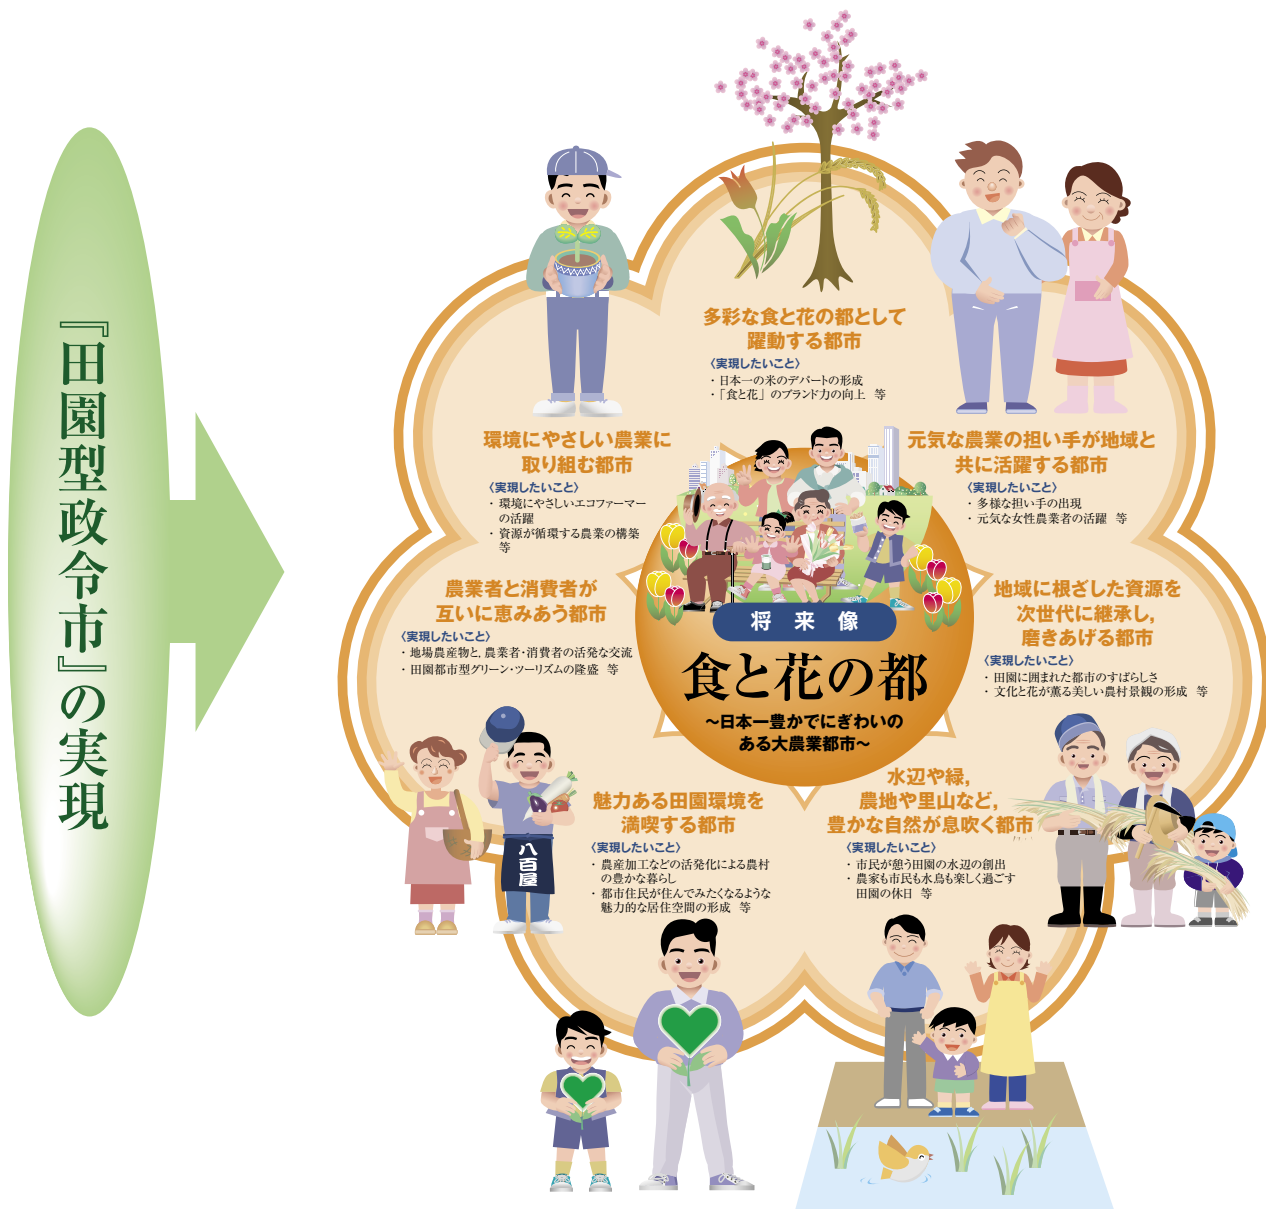 『田園型政令市』の実現
多彩な食と花の都として
躍動する都市
〈実現したいこと〉
・日本一の米のデパートの形成
・「食と花」のブランド力の向上 等
環境にやさしい農業に
取り組む都市
〈実現したいこと〉
・環境にやさしいエコファーマー
の活躍
・資源が循環する農業の構築
等
元気な農業の担い手が地域と
共に活躍する都市
〈実現したいこと〉
・多様な担い手の出現
・元気な女性農業者の活躍 等
農業者と消費者が
互いに恵みあう都市
〈実現したいこと〉
・地場農産物と，農業者・消費者の活発な交流
・田園都市型グリーン・ツーリズムの隆盛 等
地域に根ざした資源を
次世代に継承し，
磨きあげる都市
〈実現したいこと〉
・田園に囲まれた都市のすばらしさ
・文化と花が薫る美しい農村景観の形成 等
将来像
食と花の都
～日本一豊かでにぎわいの
ある大農業都市～
魅力ある田園環境を
満喫する都市
〈実現したいこと〉
・農産加工などの活発化による農村
の豊かな暮らし
・都市住民が住んでみたくなるような
魅力的な居住空間の形成 等
水辺や緑，
農地や里山など，
豊かな自然が息吹く都市
〈実現したいこと〉
・市民が憩う田園の水辺の創出
・農家も市民も水鳥も楽しく過ごす
田園の休日 等
八百屋